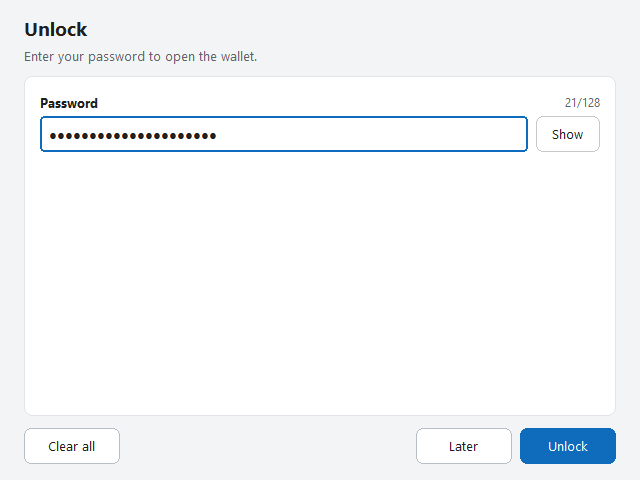 Unlock
Enter your password to open the wallet.
Password 21/128
●●●●●●●●●●●●●●●●●●●●● Show
Clear all Later Unlock